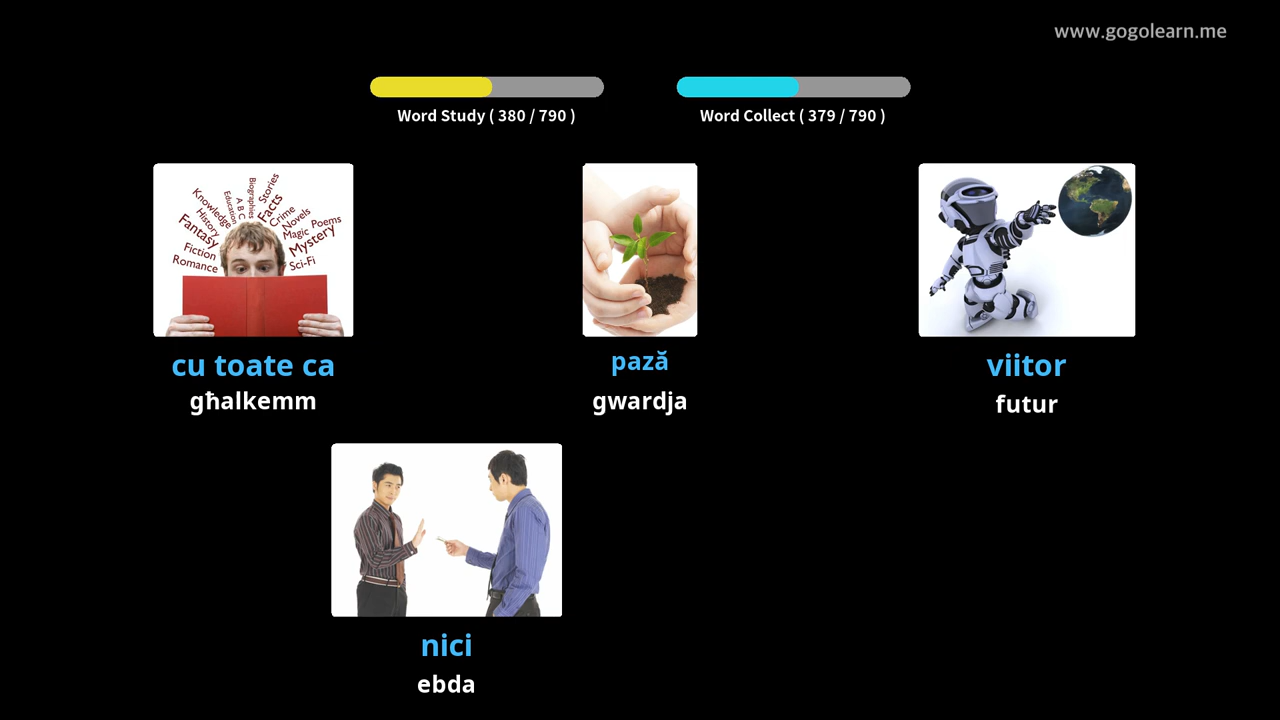 www.gogolearn.me
Word Study ( 380 / 790 )
Word Collect ( 379 / 790 )
Stories
Biographies
A B C
Education
Knowledge
History
Fantasy
Fiction
Romance
Facts
Crime
Novels
Magic
Poems
Mystery
Sci-Fi
cu toate ca
għalkemm
pază
gwardja
viitor
futur
nici
ebda